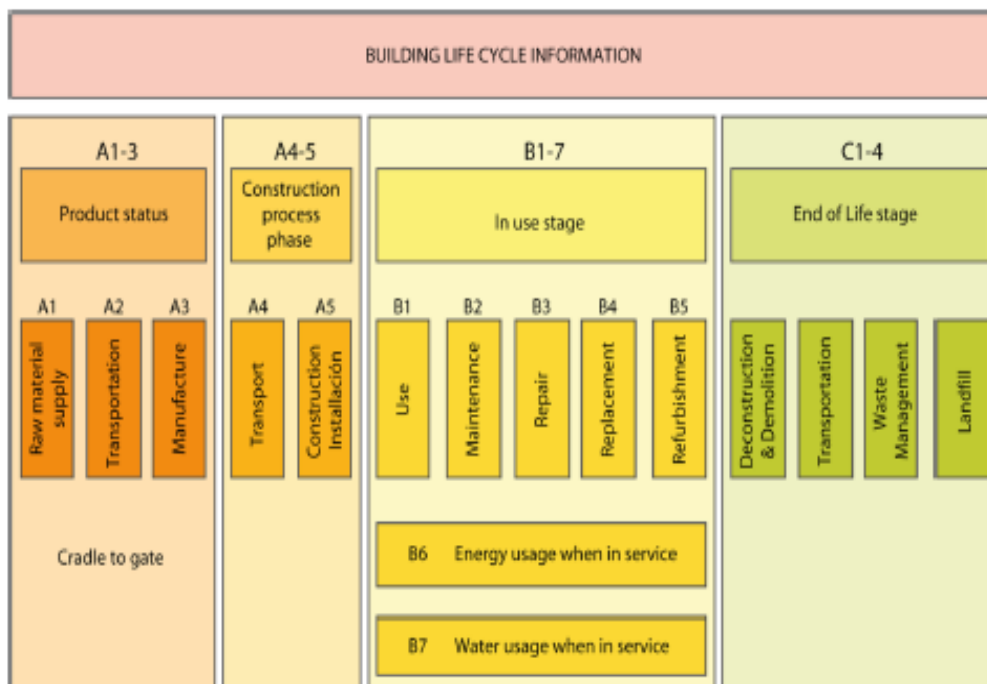 BUILDING LIFE CYCLE INFORMATION
A1-3
Product status
A1
A2
A3
Raw material
supply
Transportation
Manufacture
Cradle to gate
A4-5
Construction
process
phase
A4
A5
Transport
Construction
Installación
B1-7
In use stage
B1
B2
B3
B4
B5
Use
Maintenance
Repair
Replacement
Refurbishment
B6 Energy usage when in service
B7 Water usage when in service
C1-4
End of Life stage
Deconstruction
& Demolition
Transportation
Waste
Management
Landfill